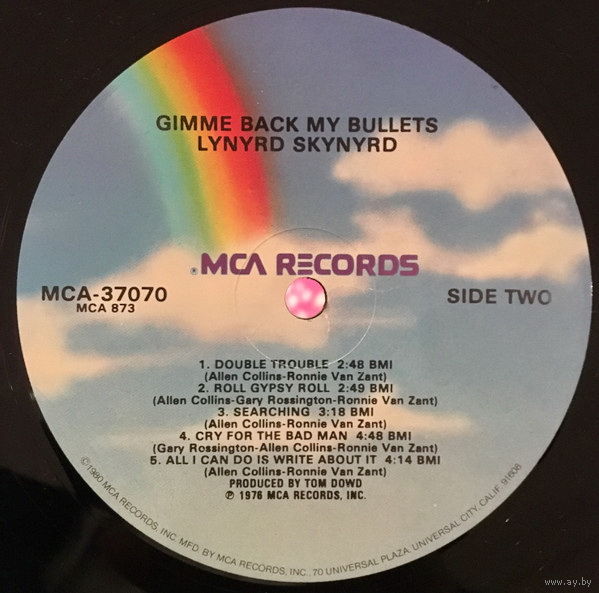 GIMME BACK MY BULLETS
LYNYRD SKYNYRD
MCA RECORDS
MCA-37070
MCA 873
SIDE TWO
1. DOUBLE TROUBLE 2:48 BMI
(Allen Collins-Ronnie Van Zant)
2. ROLL GYPSY ROLL 2:49 BMI
(Allen Collins-Gary Rossington-Ronnie Van Zant)
3. SEARCHING 3:18 BMI
(Allen Collins-Ronnie Van Zant)
4. CRY FOR THE BAD MAN 4:48 BMI
(Gary Rossington-Allen Collins-Ronnie Van Zant)
5. ALL I CAN DO IS WRITE ABOUT IT 4:14 BMI
(Allen Collins-Ronnie Van Zant)
PRODUCED BY TOM DOWD
℗ 1976 MCA RECORDS, INC.
©1980 MCA RECORDS, INC. MFD. BY MCA RECORDS, INC., 70 UNIVERSAL PLAZA, UNIVERSAL CITY, CALIF. 91608
www.ay.by